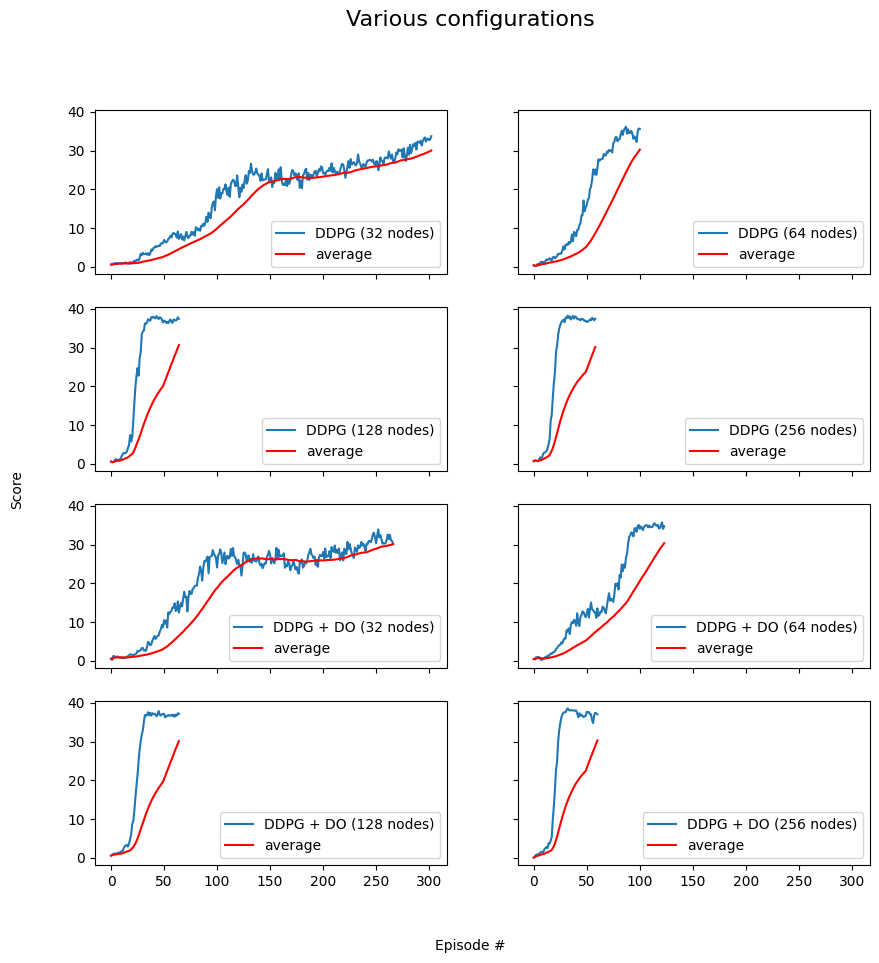 Various configurations
40
30
20
10
0
DDPG (32 nodes)
average
DDPG (64 nodes)
average
40
30
20
10
0
DDPG (128 nodes)
average
DDPG (256 nodes)
average
Score
40
30
20
10
0
DDPG + DO (32 nodes)
average
DDPG + DO (64 nodes)
average
40
30
20
10
0
DDPG + DO (128 nodes)
average
DDPG + DO (256 nodes)
average
0 50 100 150 200 250 300
0 50 100 150 200 250 300
Episode #